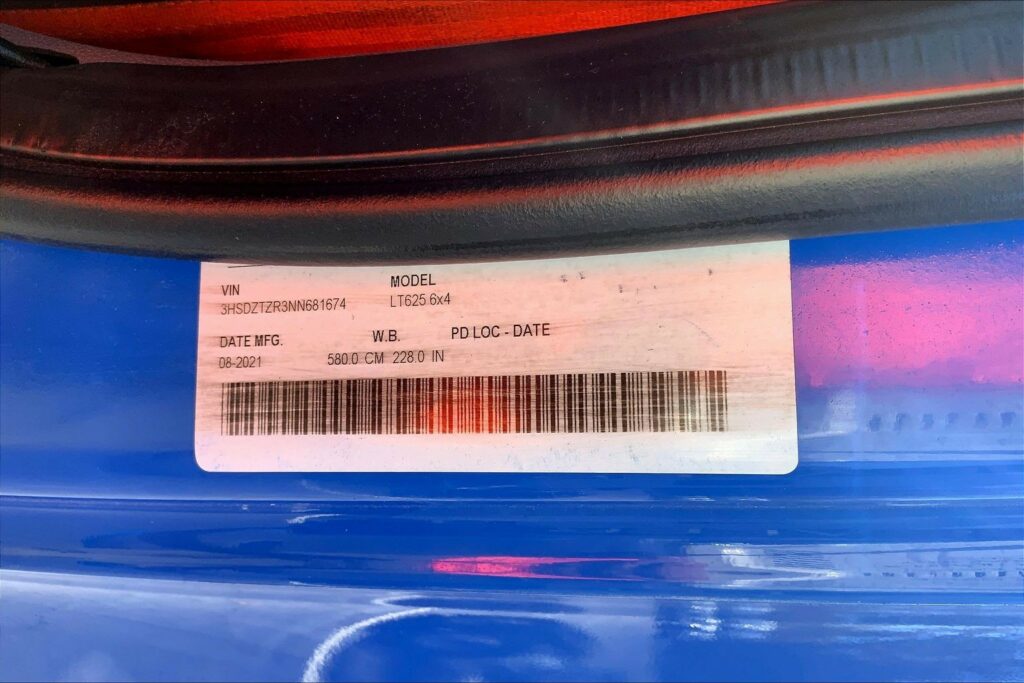 VIN MODEL
3HSDZTZR3NN681674 LT625 6x4
DATE MFG. W.B. PD LOC - DATE
08-2021 580.0 CM 228.0 IN